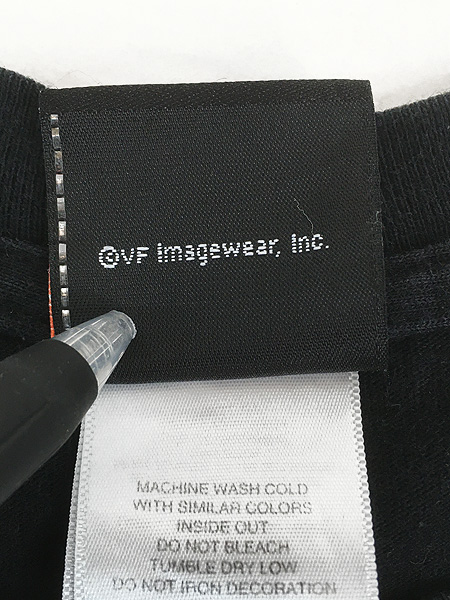 ©VF Imagewear, Inc.
MACHINE WASH COLD
WITH SIMILAR COLORS
INSIDE OUT
DO NOT BLEACH
TUMBLE DRY LOW
DO NOT IRON DECORATION